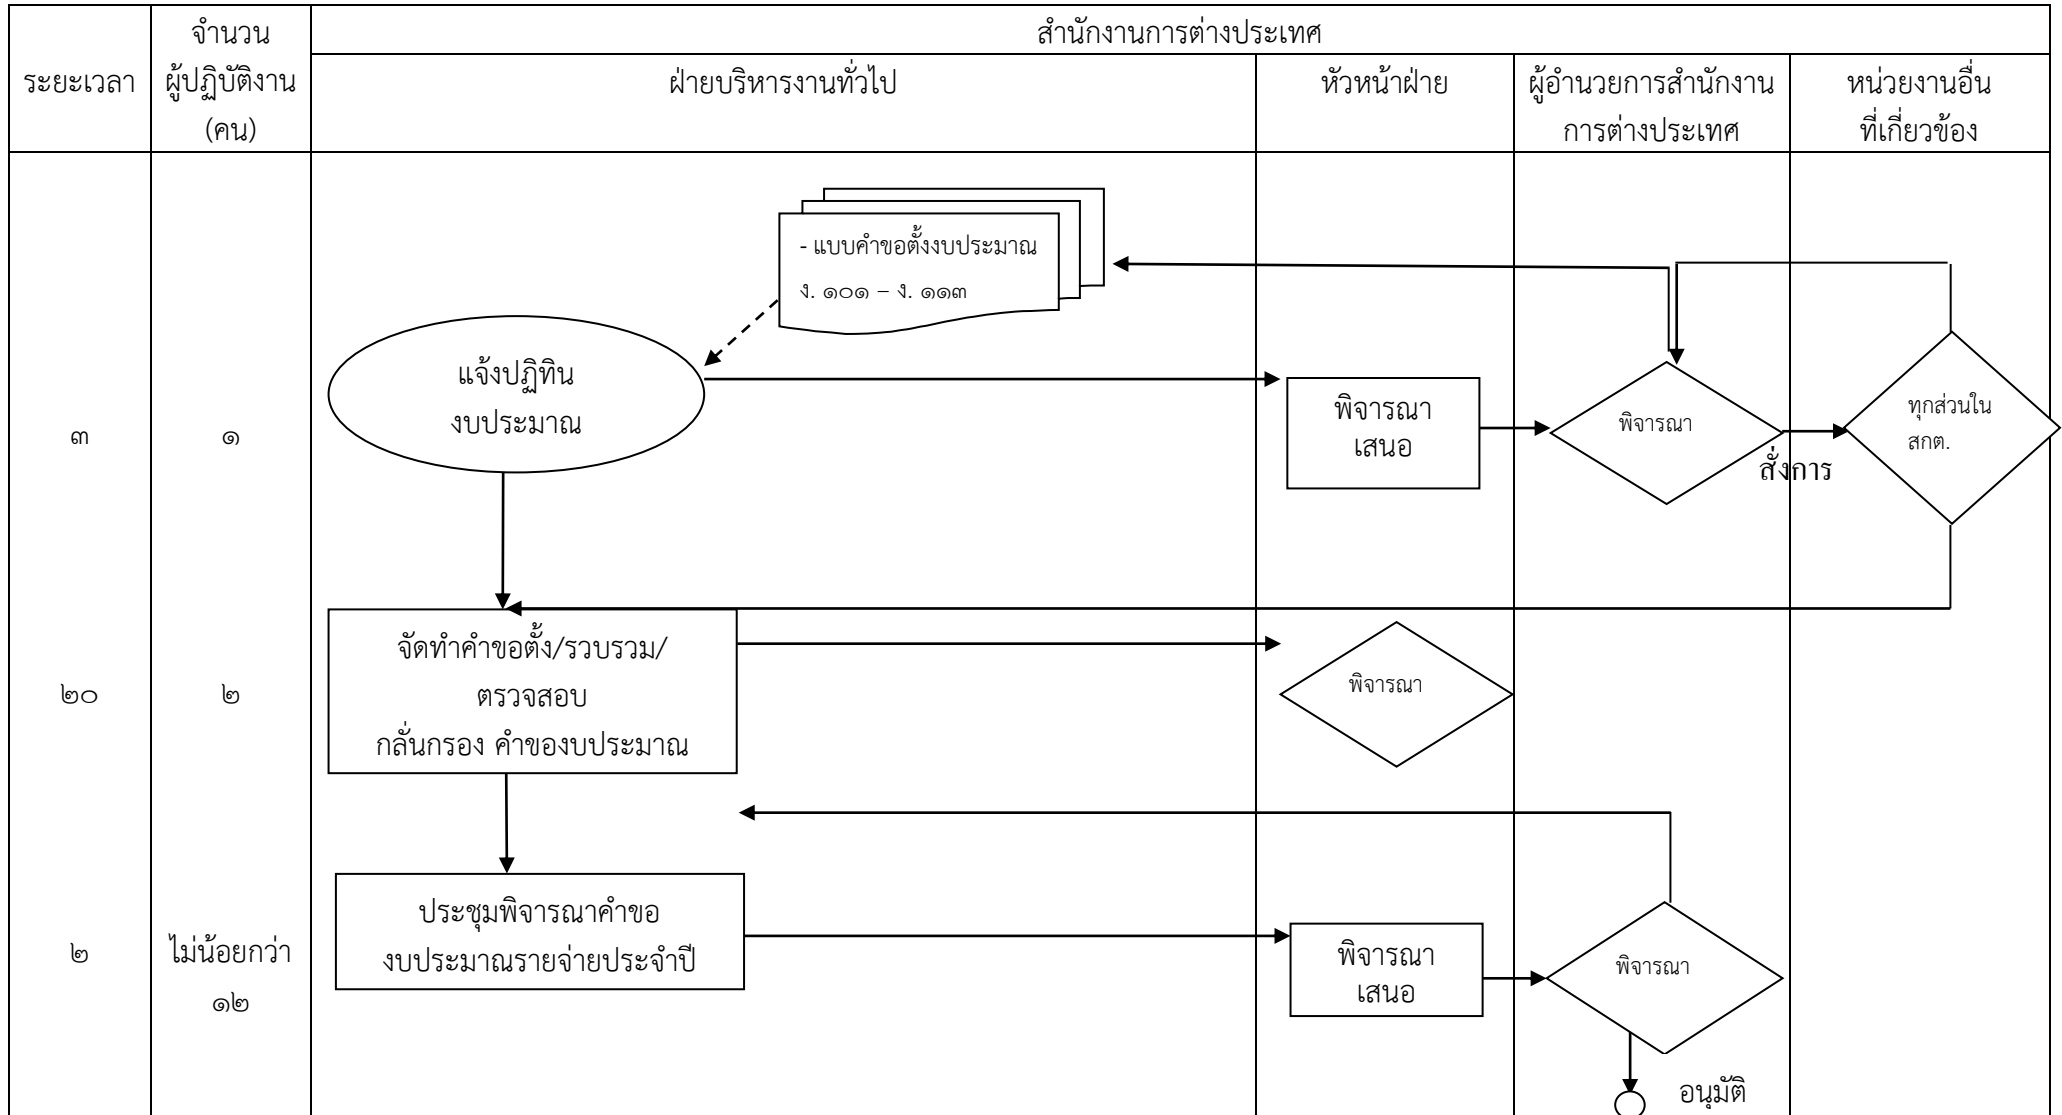 ระยะเวลา
จำนวน
ผู้ปฏิบัติงาน
(คน)
สำนักงานการต่างประเทศ
ฝ่ายบริหารงานทั่วไป
หัวหน้าฝ่าย
ผู้อำนวยการสำนักงาน
การต่างประเทศ
หน่วยงานอื่น
ที่เกี่ยวข้อง
- แบบคำขอตั้งงบประมาณ
ง. ๑๐๑ – ง. ๑๑๓
๓
๑
แจ้งปฏิทิน
งบประมาณ
พิจารณา
เสนอ
พิจารณา
สั่งการ
ทุกส่วนใน
สกต.
๒๐
๒
จัดทำคำขอตั้ง/รวบรวม/
ตรวจสอบ
กลั่นกรอง คำของบประมาณ
พิจารณา
๒
ไม่น้อยกว่า
๑๒
ประชุมพิจารณาคำขอ
งบประมาณรายจ่ายประจำปี
พิจารณา
เสนอ
พิจารณา
อนุมัติ